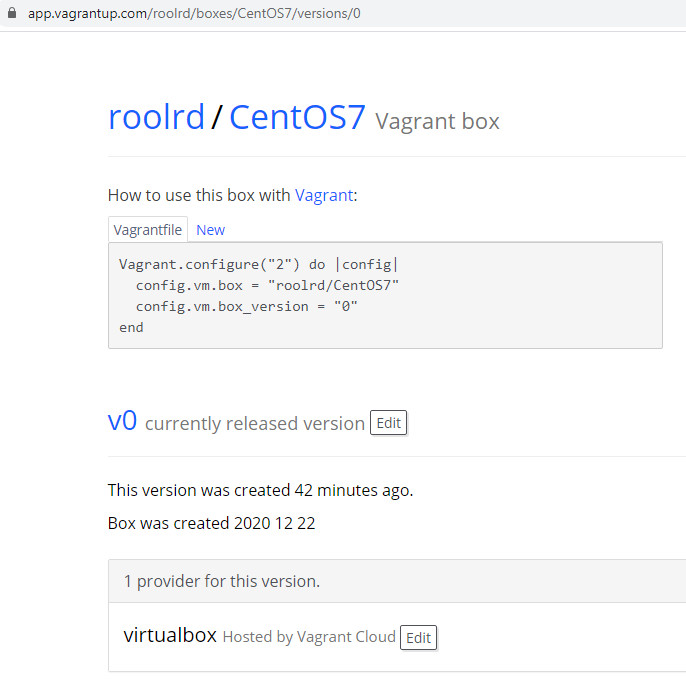 app.vagrantup.com/roolrd/boxes/CentOS7/versions/0
roolrd / CentOS7 Vagrant box
How to use this box with Vagrant:
Vagrantfile New
Vagrant.configure("2") do |config|
  config.vm.box = "roolrd/CentOS7"
  config.vm.box_version = "0"
end
v0 currently released version Edit
This version was created 42 minutes ago.
Box was created 2020 12 22
1 provider for this version.
virtualbox Hosted by Vagrant Cloud Edit